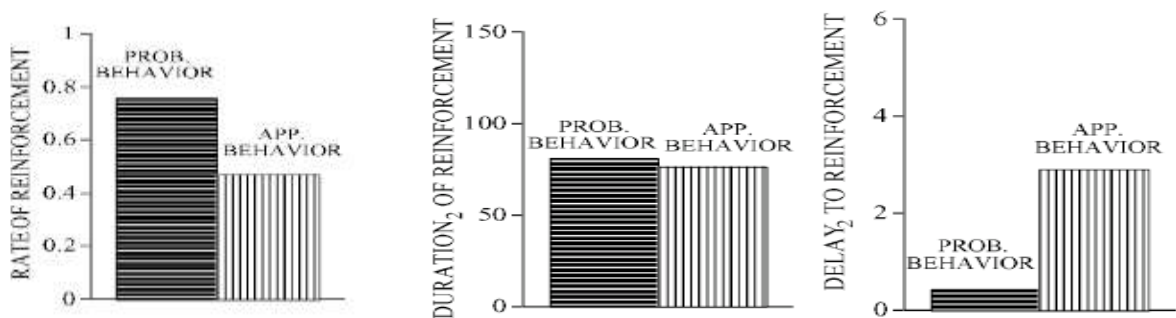 RATE OF REINFORCEMENT
1
0.8
0.6
0.4
0.2
0
PROB.
BEHAVIOR
APP.
BEHAVIOR
DURATION2 OF REINFORCEMENT
150
100
50
0
PROB.
BEHAVIOR
APP.
BEHAVIOR
DELAY2 TO REINFORCEMENT
6
4
2
0
PROB.
BEHAVIOR
APP.
BEHAVIOR